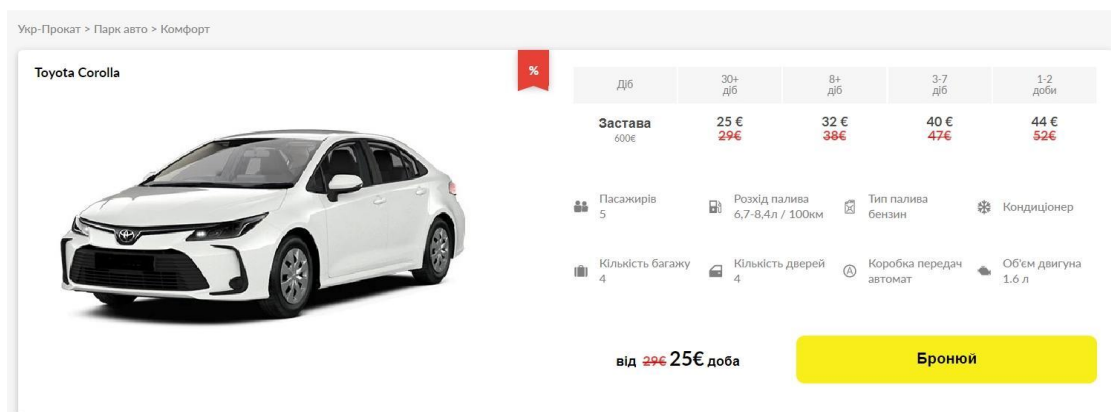 Укр-Прокат > Парк авто > Комфорт
Toyota Corolla
%
Діб
30+
діб
8+
діб
3-7
діб
1-2
доби
Застава
600€
25 €
29€
32 €
38€
40 €
47€
44 €
52€
Пасажирів
5
Розхід палива
6,7-8,4л / 100км
Тип палива
бензин
Кондиціонер
Кількість багажу
4
Кількість дверей
4
A
Коробка передач
автомат
Об'єм двигуна
1.6 л
від 29€ 25€ доба
Бронюй